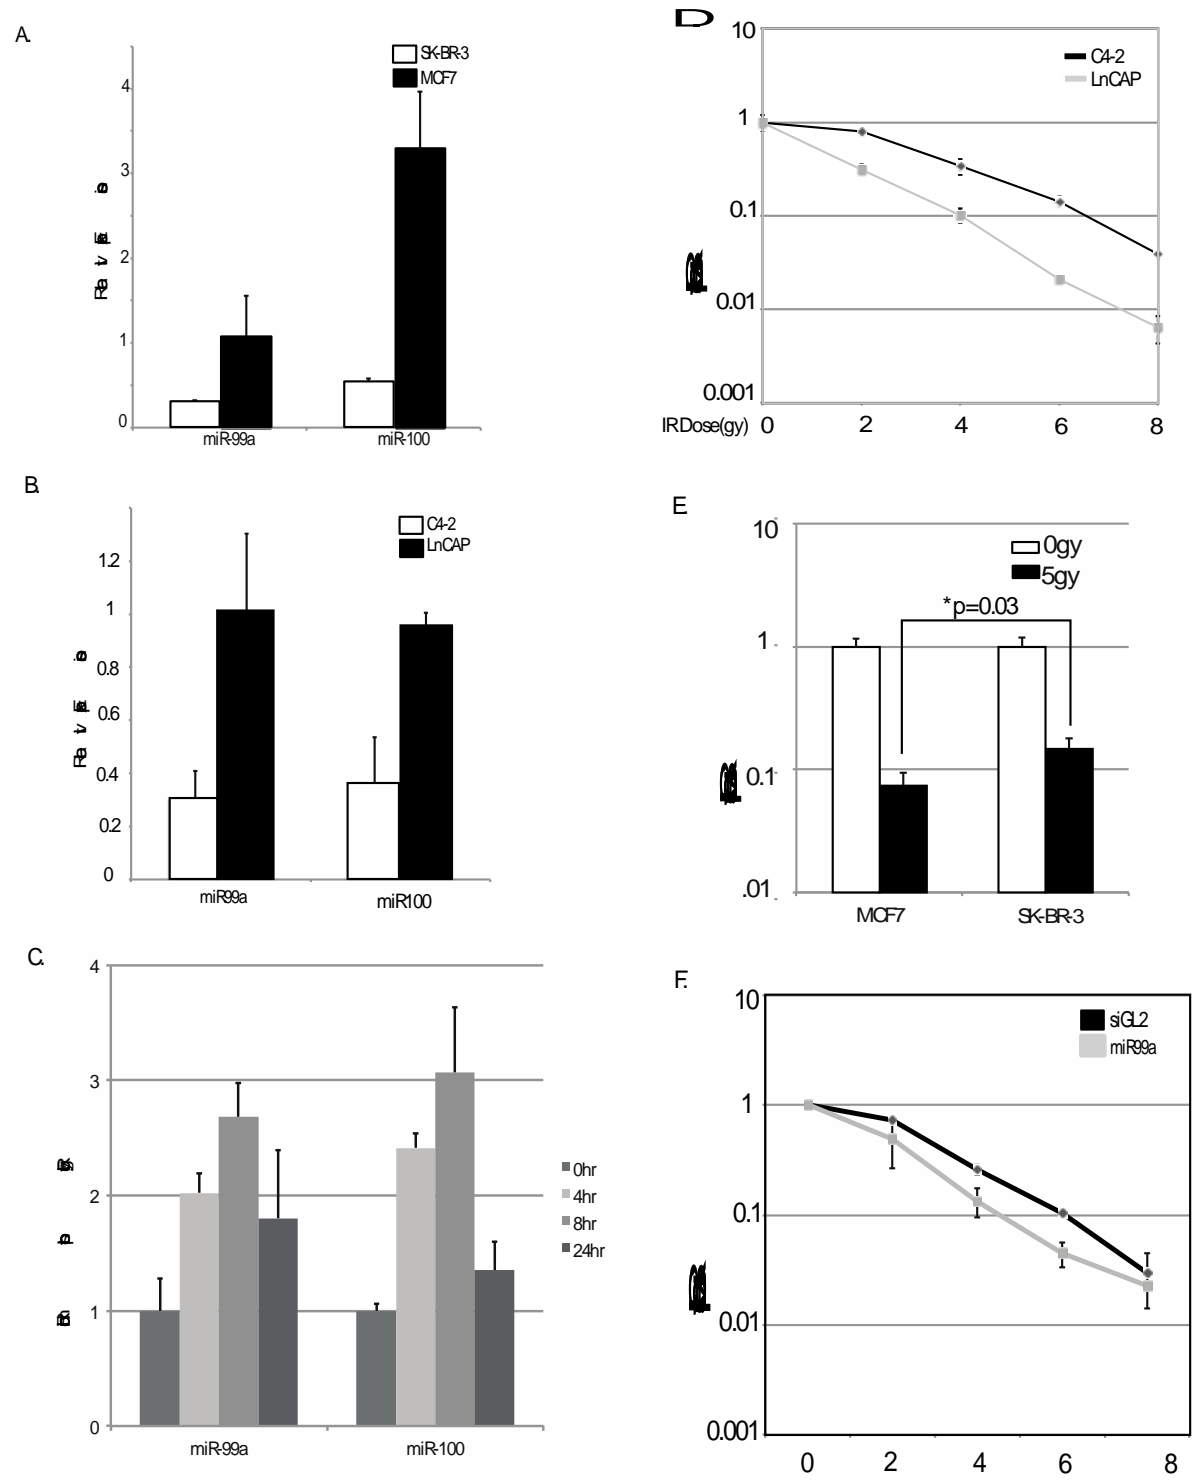 A.
SK-BR-3
MCF7
4
3
2
1
0
miR-99a
miR-100
B.
C4-2
LnCAP
12
1
0.8
0.6
0.4
02
0
miR99a
miR100
C.
4
3
2
1
0
0hr
4hr
8hr
24hr
miR-99a
miR-100
D
10
1
0.1
0.01
0.001
C4-2
LnCAP
IRDose(gy) 0 2 4 6 8
E.
10
1
0.1
.01
0gy
5gy
*p=0.03
MCF7
SK-BR-3
F.
10
1
0.1
0.01
0.001
siGL2
miR99a
0 2 4 6 8